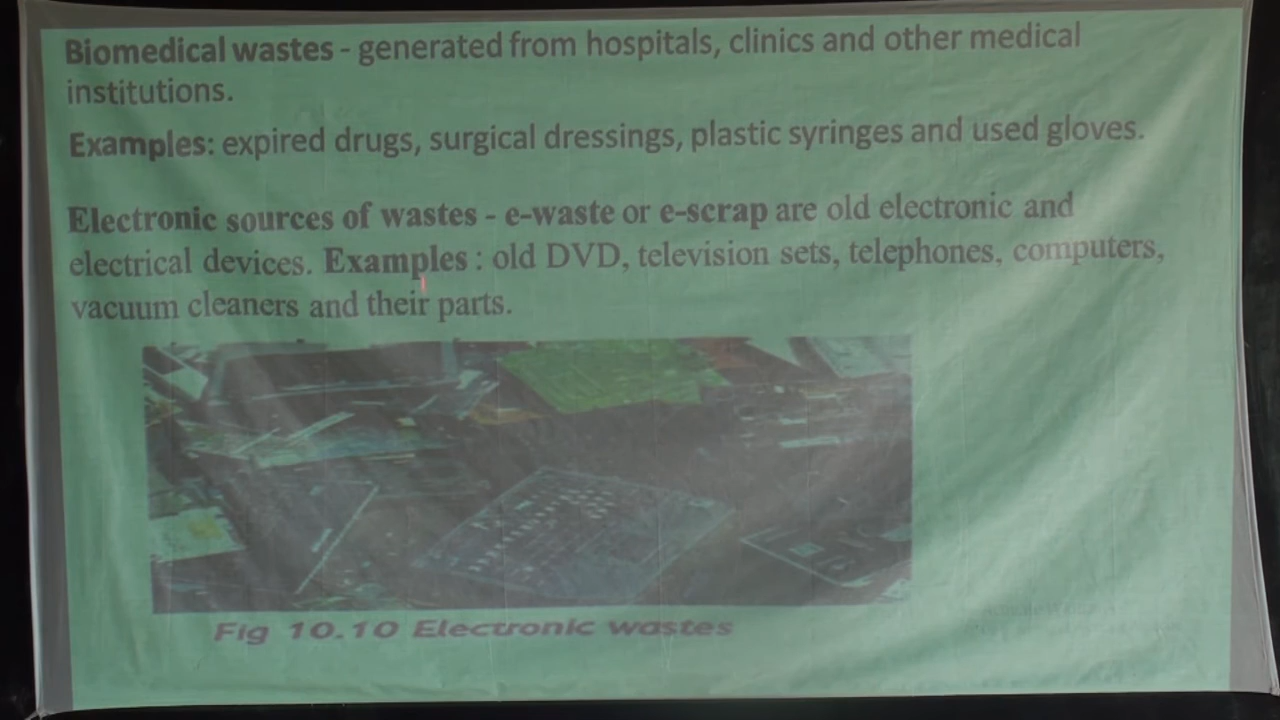 Biomedical wastes - generated from hospitals, clinics and other medical
institutions.
Examples: expired drugs, surgical dressings, plastic syringes and used gloves.
Electronic sources of wastes - e-waste or e-scrap are old electronic and
electrical devices. Examples : old DVD, television sets, telephones, computers,
vacuum cleaners and their parts.
Fig 10.10 Electronic wastes